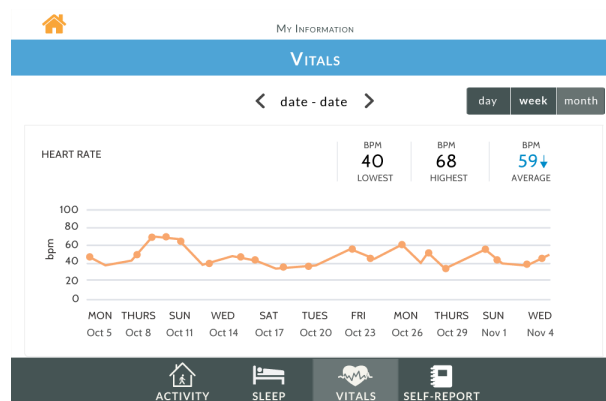 My Information
Vitals
date - date
day week month
HEART RATE
BPM BPM BPM
40 68 59
LOWEST HIGHEST AVERAGE
100
80
60
40
20
0
bpm
MON THURS SUN WED SAT TUES FRI MON THURS SUN WED
Oct 5 Oct 8 Oct 11 Oct 14 Oct 17 Oct 20 Oct 23 Oct 26 Oct 29 Nov 1 Nov 4
ACTIVITY SLEEP VITALS SELF-REPORT